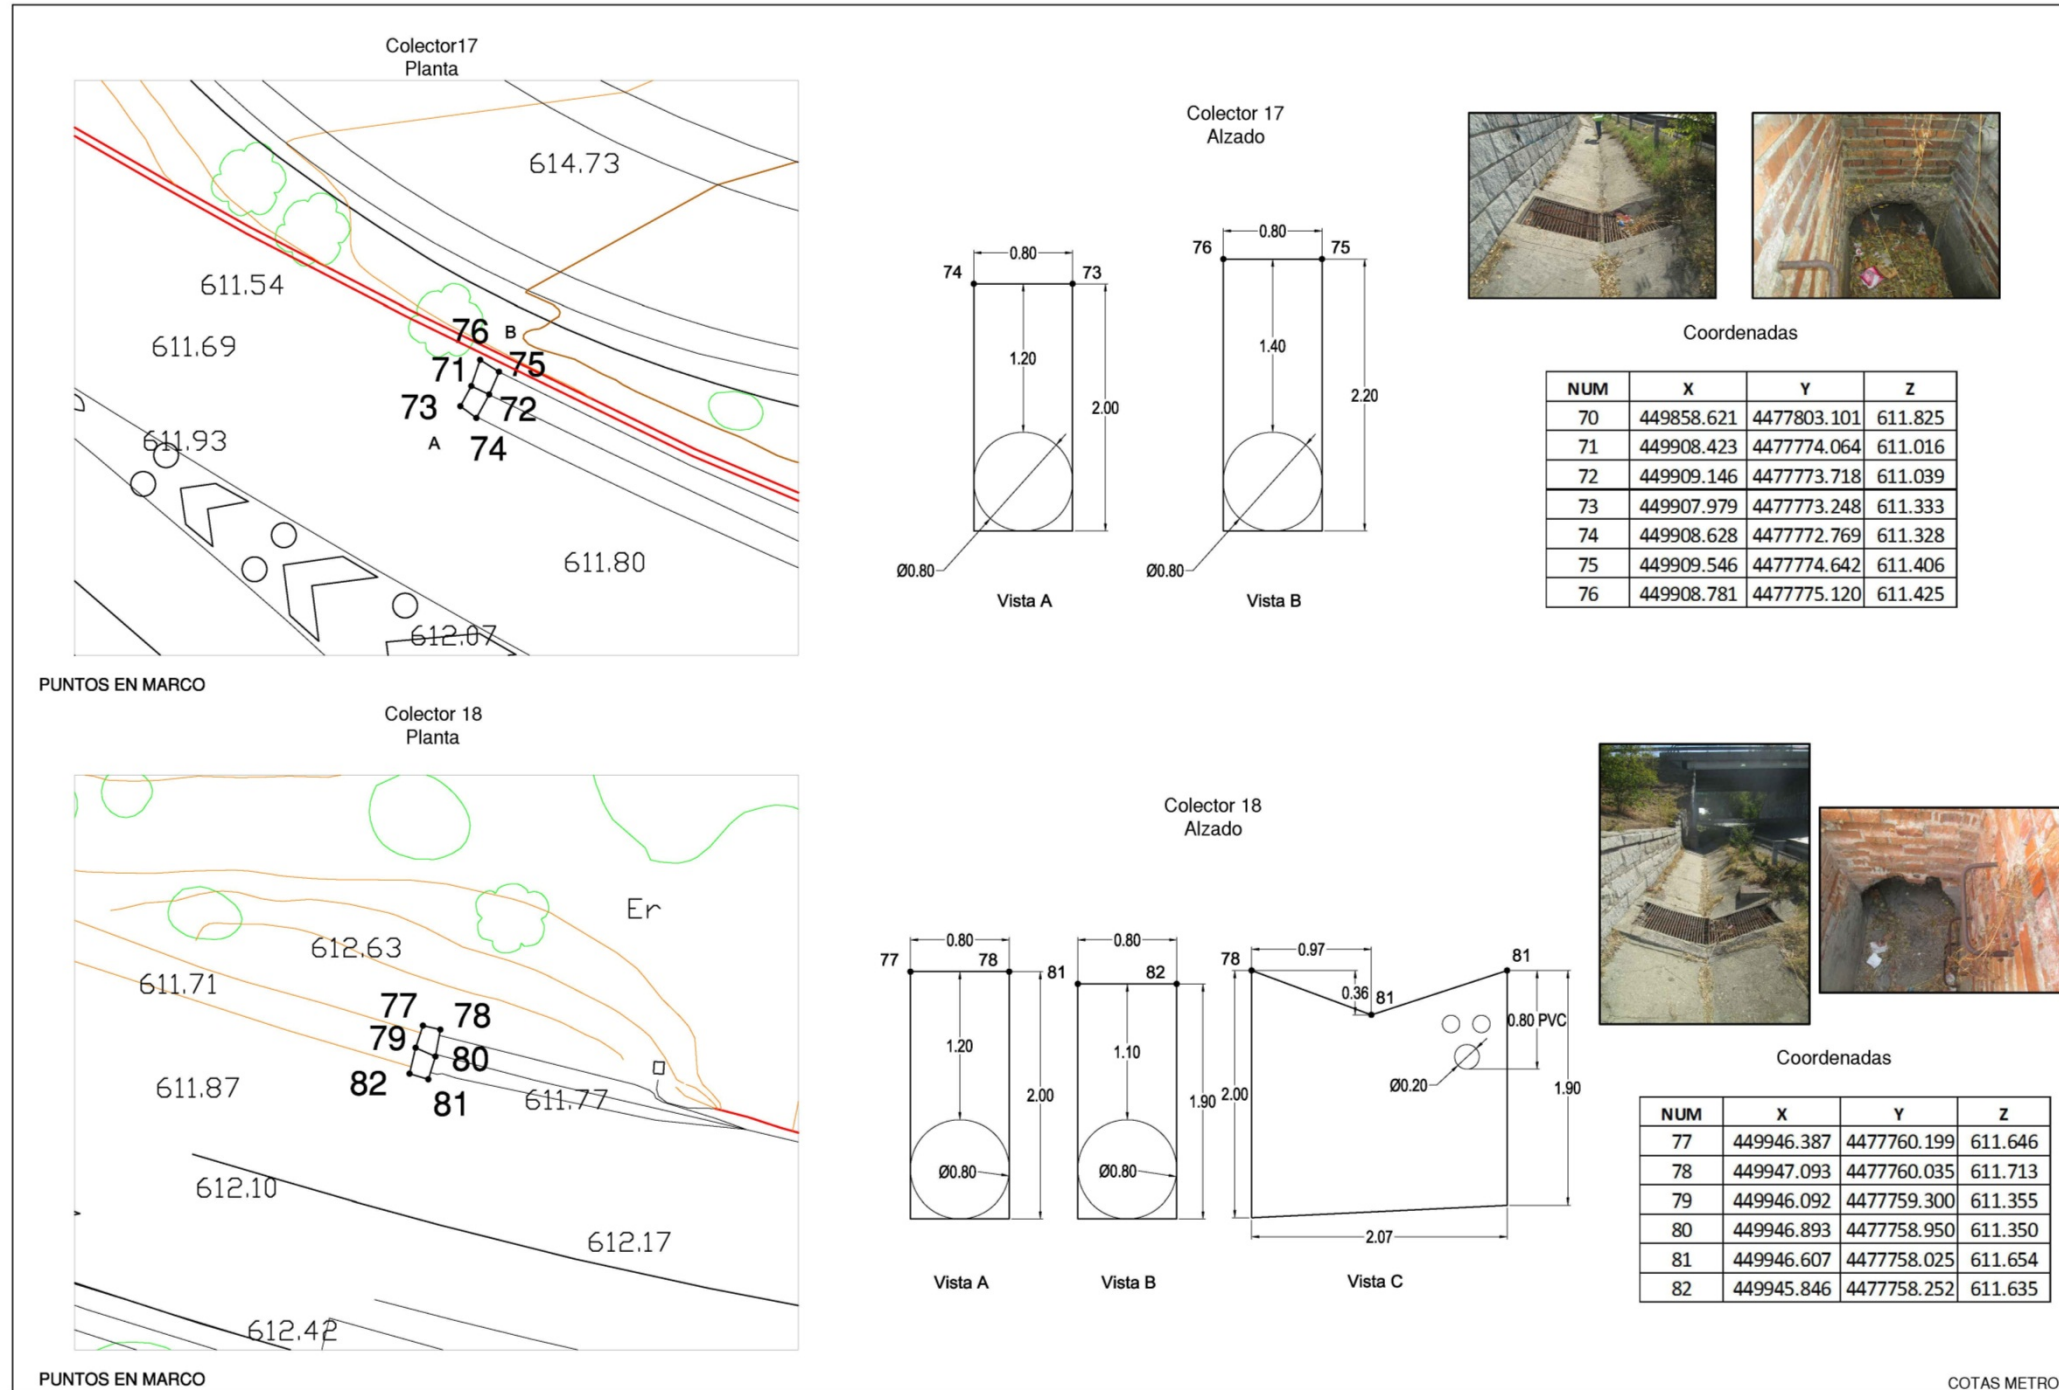 Colector17
Planta
614.73
611.54
611.69
76
B
71
75
73
72
A
74
611.93
611.80
612.07
PUNTOS EN MARCO
Colector 17
Alzado
74
0.80
73
1.20
2.00
Ø0.80
Vista A
76
0.80
75
1.40
2.20
Ø0.80
Vista B
Coordenadas
NUM X Y Z
70 449858.621 4477803.101 611.825
71 449908.423 4477774.064 611.016
72 449909.146 4477773.718 611.039
73 449907.979 4477773.248 611.333
74 449908.628 4477772.769 611.328
75 449909.546 4477774.642 611.406
76 449908.781 4477775.120 611.425
Colector 18
Planta
Er
612.63
611.71
77
78
79
80
82
81
611.87
611.77
612.10
612.17
612.42
PUNTOS EN MARCO
Colector 18
Alzado
0.80
77
78
1.20
2.00
Ø0.80
Vista A
0.80
81
82
1.10
1.90
Ø0.80
Vista B
78
0.97
81
0.36
81
0.80 PVC
Ø0.20
2.00
1.90
2.07
Vista C
Coordenadas
NUM X Y Z
77 449946.387 4477760.199 611.646
78 449947.093 4477760.035 611.713
79 449946.092 4477759.300 611.355
80 449946.893 4477758.950 611.350
81 449946.607 4477758.025 611.654
82 449945.846 4477758.252 611.635
COTAS METRO